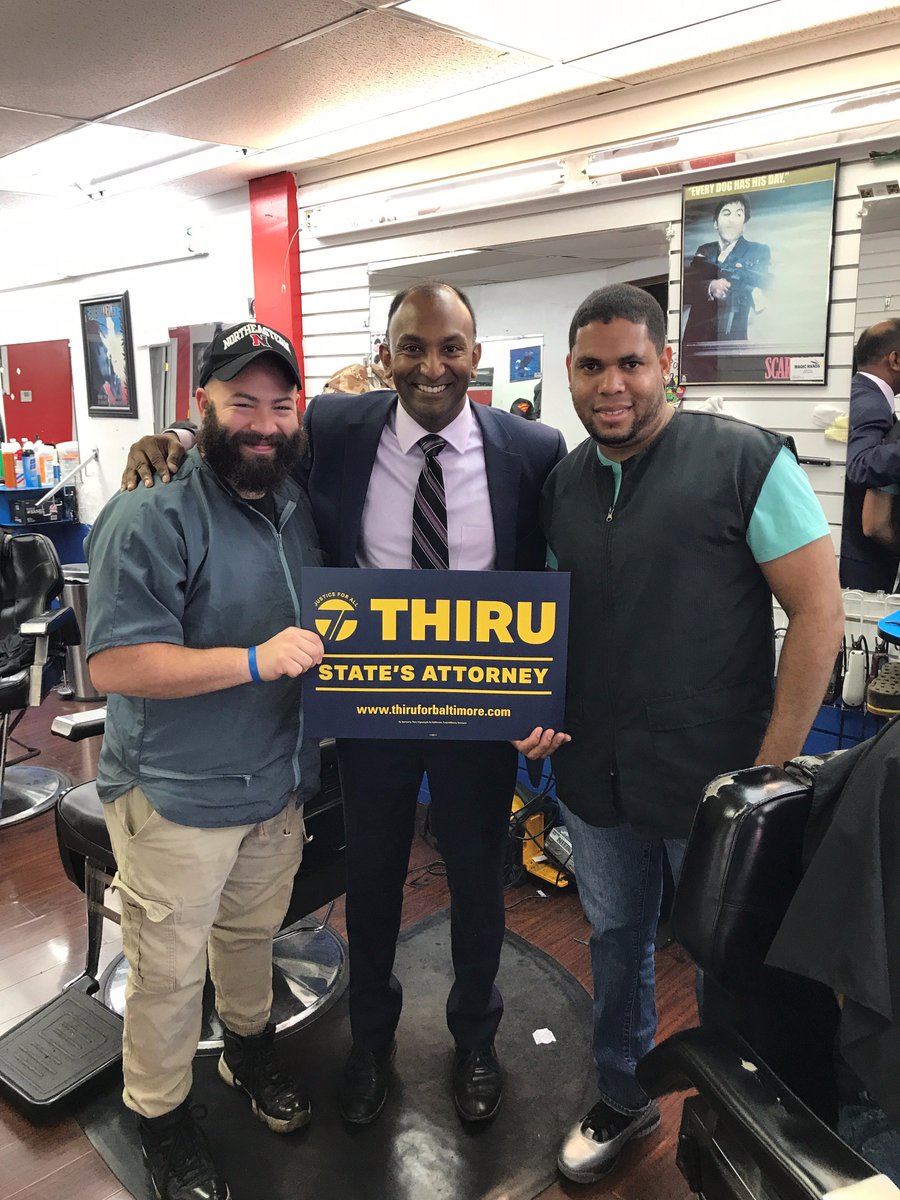 "EVERY DOG HAS HIS DAY."
SCAR
MAGIC HANDS
NORTHEASTERN
N
JUSTICE FOR ALL
THIRU
STATE'S ATTORNEY
www.thiruforbaltimore.com